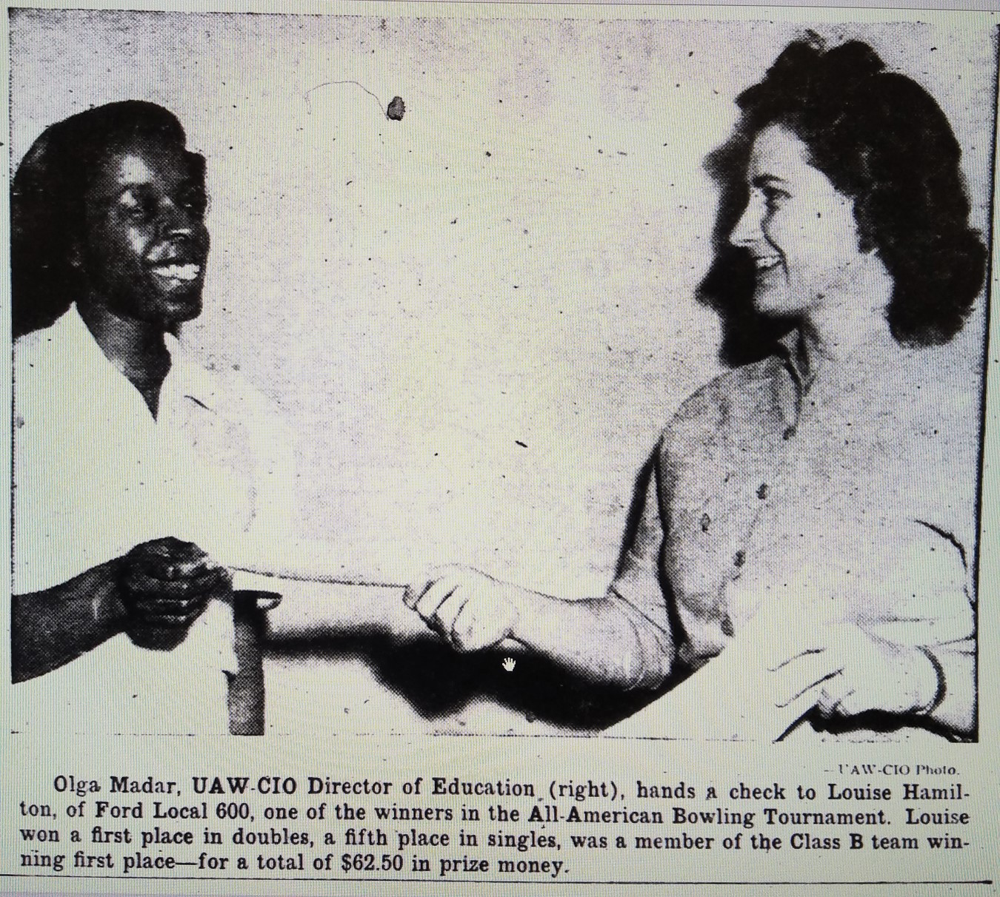 — UAW-CIO Photo.
Olga Madar, UAW-CIO Director of Education (right), hands a check to Louise Hamil-
ton, of Ford Local 600, one of the winners in the All-American Bowling Tournament. Louise
won a first place in doubles, a fifth place in singles, was a member of the Class B team win-
ning first place—for a total of $62.50 in prize money.